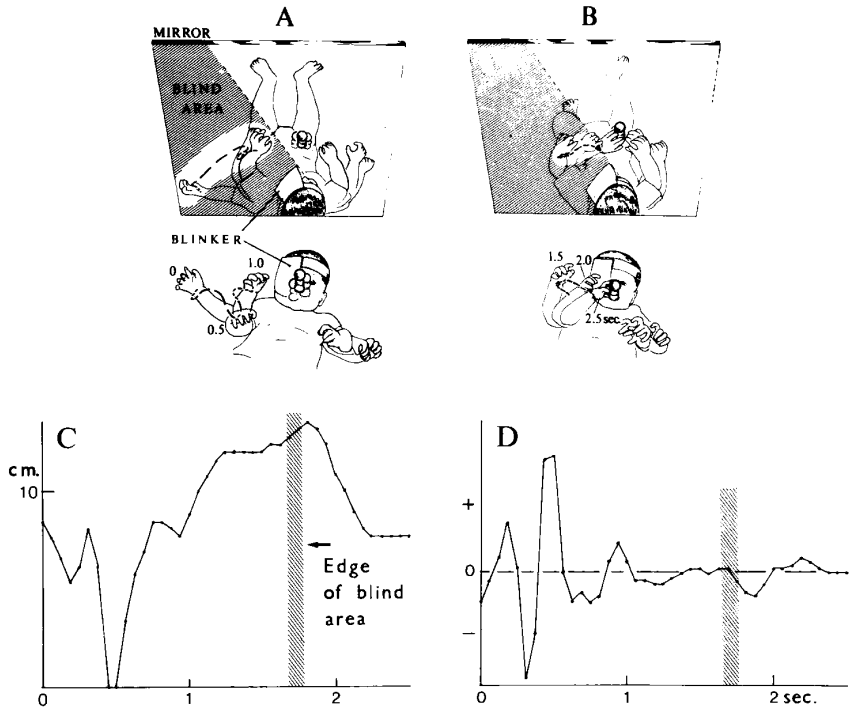 A
B
MIRROR
BLIND
AREA
BLINKER
0
1.0
0.5
1.5
2.0
2.5 sec.
C
cm.
10
Edge
of blind
area
0
1
2
D
+
0
—
0
1
2 sec.